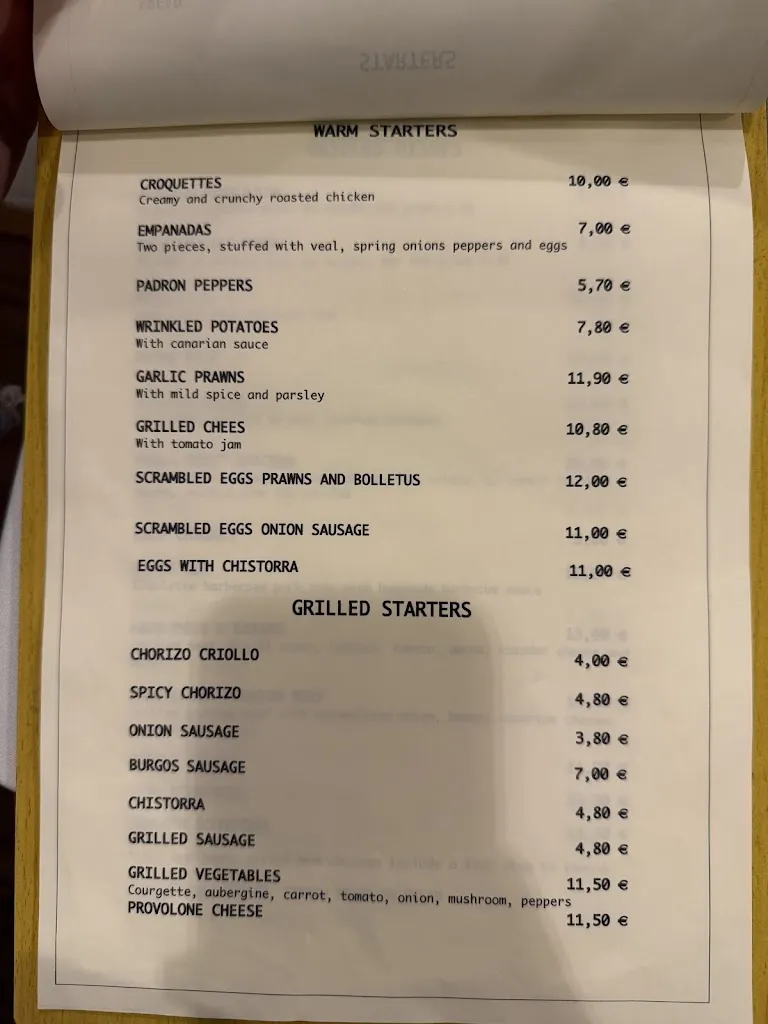 STARTERS
WARM STARTERS
CROQUETTES 10,00 €
Creamy and crunchy roasted chicken
EMPANADAS 7,00 €
Two pieces, stuffed with veal, spring onions peppers and eggs
PADRON PEPPERS 5,70 €
WRINKLED POTATOES 7,80 €
With canarian sauce
GARLIC PRAWNS 11,90 €
With mild spice and parsley
GRILLED CHEES 10,80 €
With tomato jam
SCRAMBLED EGGS PRAWNS AND BOLLETUS 12,00 €
SCRAMBLED EGGS ONION SAUSAGE 11,00 €
EGGS WITH CHISTORRA 11,00 €
GRILLED STARTERS
CHORIZO CRIOLLO 4,00 €
SPICY CHORIZO 4,80 €
ONION SAUSAGE 3,80 €
BURGOS SAUSAGE 7,00 €
CHISTORRA 4,80 €
GRILLED SAUSAGE 4,80 €
GRILLED VEGETABLES 11,50 €
Courgette, aubergine, carrot, tomato, onion, mushroom, peppers
PROVOLONE CHEESE 11,50 €